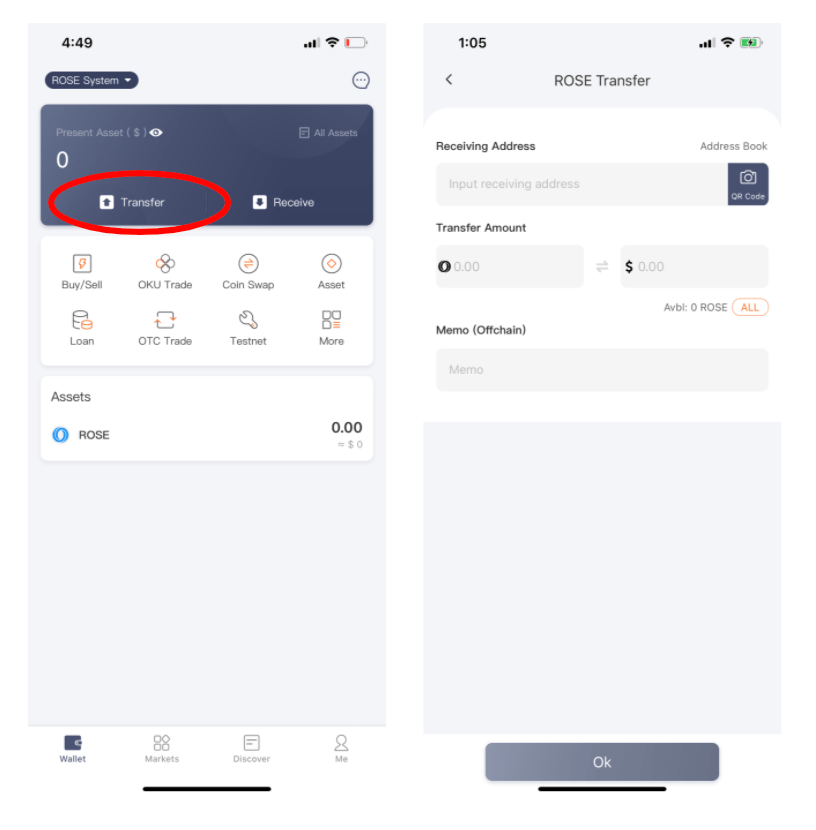 4:49
ROSE System
Present Asset ( $ )
All Assets
0
Transfer
Receive
Buy/Sell
OKU Trade
Coin Swap
Asset
Loan
OTC Trade
Testnet
More
Assets
ROSE
0.00
≈ $ 0
Wallet
Markets
Discover
Me
1:05
ROSE Transfer
Receiving Address
Address Book
Input receiving address
QR Code
Transfer Amount
0.00
$ 0.00
Avbl: 0 ROSE
ALL
Memo (Offchain)
Memo
Ok